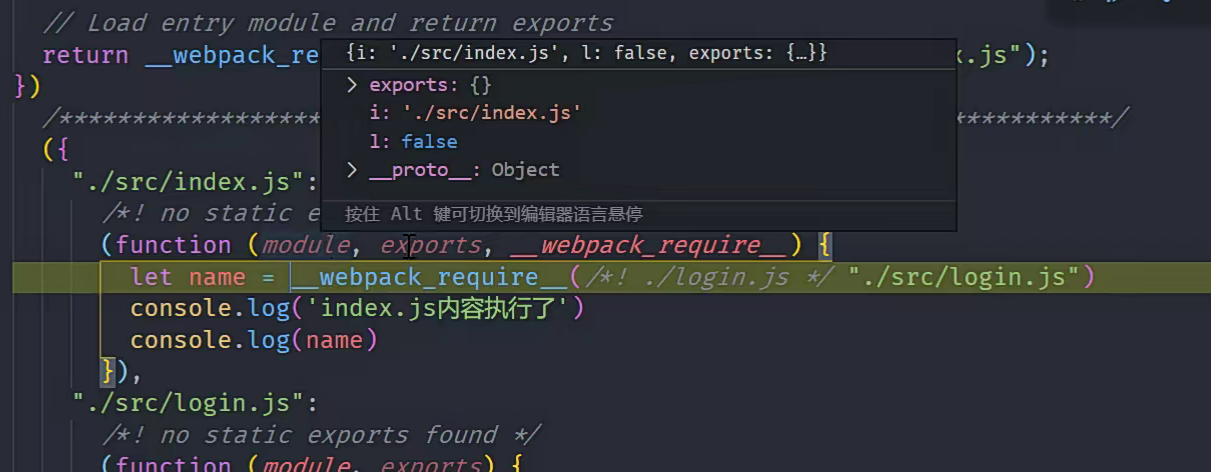 // Load entry module and return exports
return __webpack_re
x.js");
})
/******************
***********/
({
{i: './src/index.js', l: false, exports: {…}}
> exports: {}
i: './src/index.js'
l: false
> __proto__: Object
按住 Alt 键可切换到编辑器语言悬停
"./src/index.js":
/*! no static e
(function (module, exports, __webpack_require__) {
let name = __webpack_require__(/*! ./login.js */ "./src/login.js")
console.log('index.js内容执行了')
console.log(name)
}),
"./src/login.js":
/*! no static exports found */
(function (module, exports) {